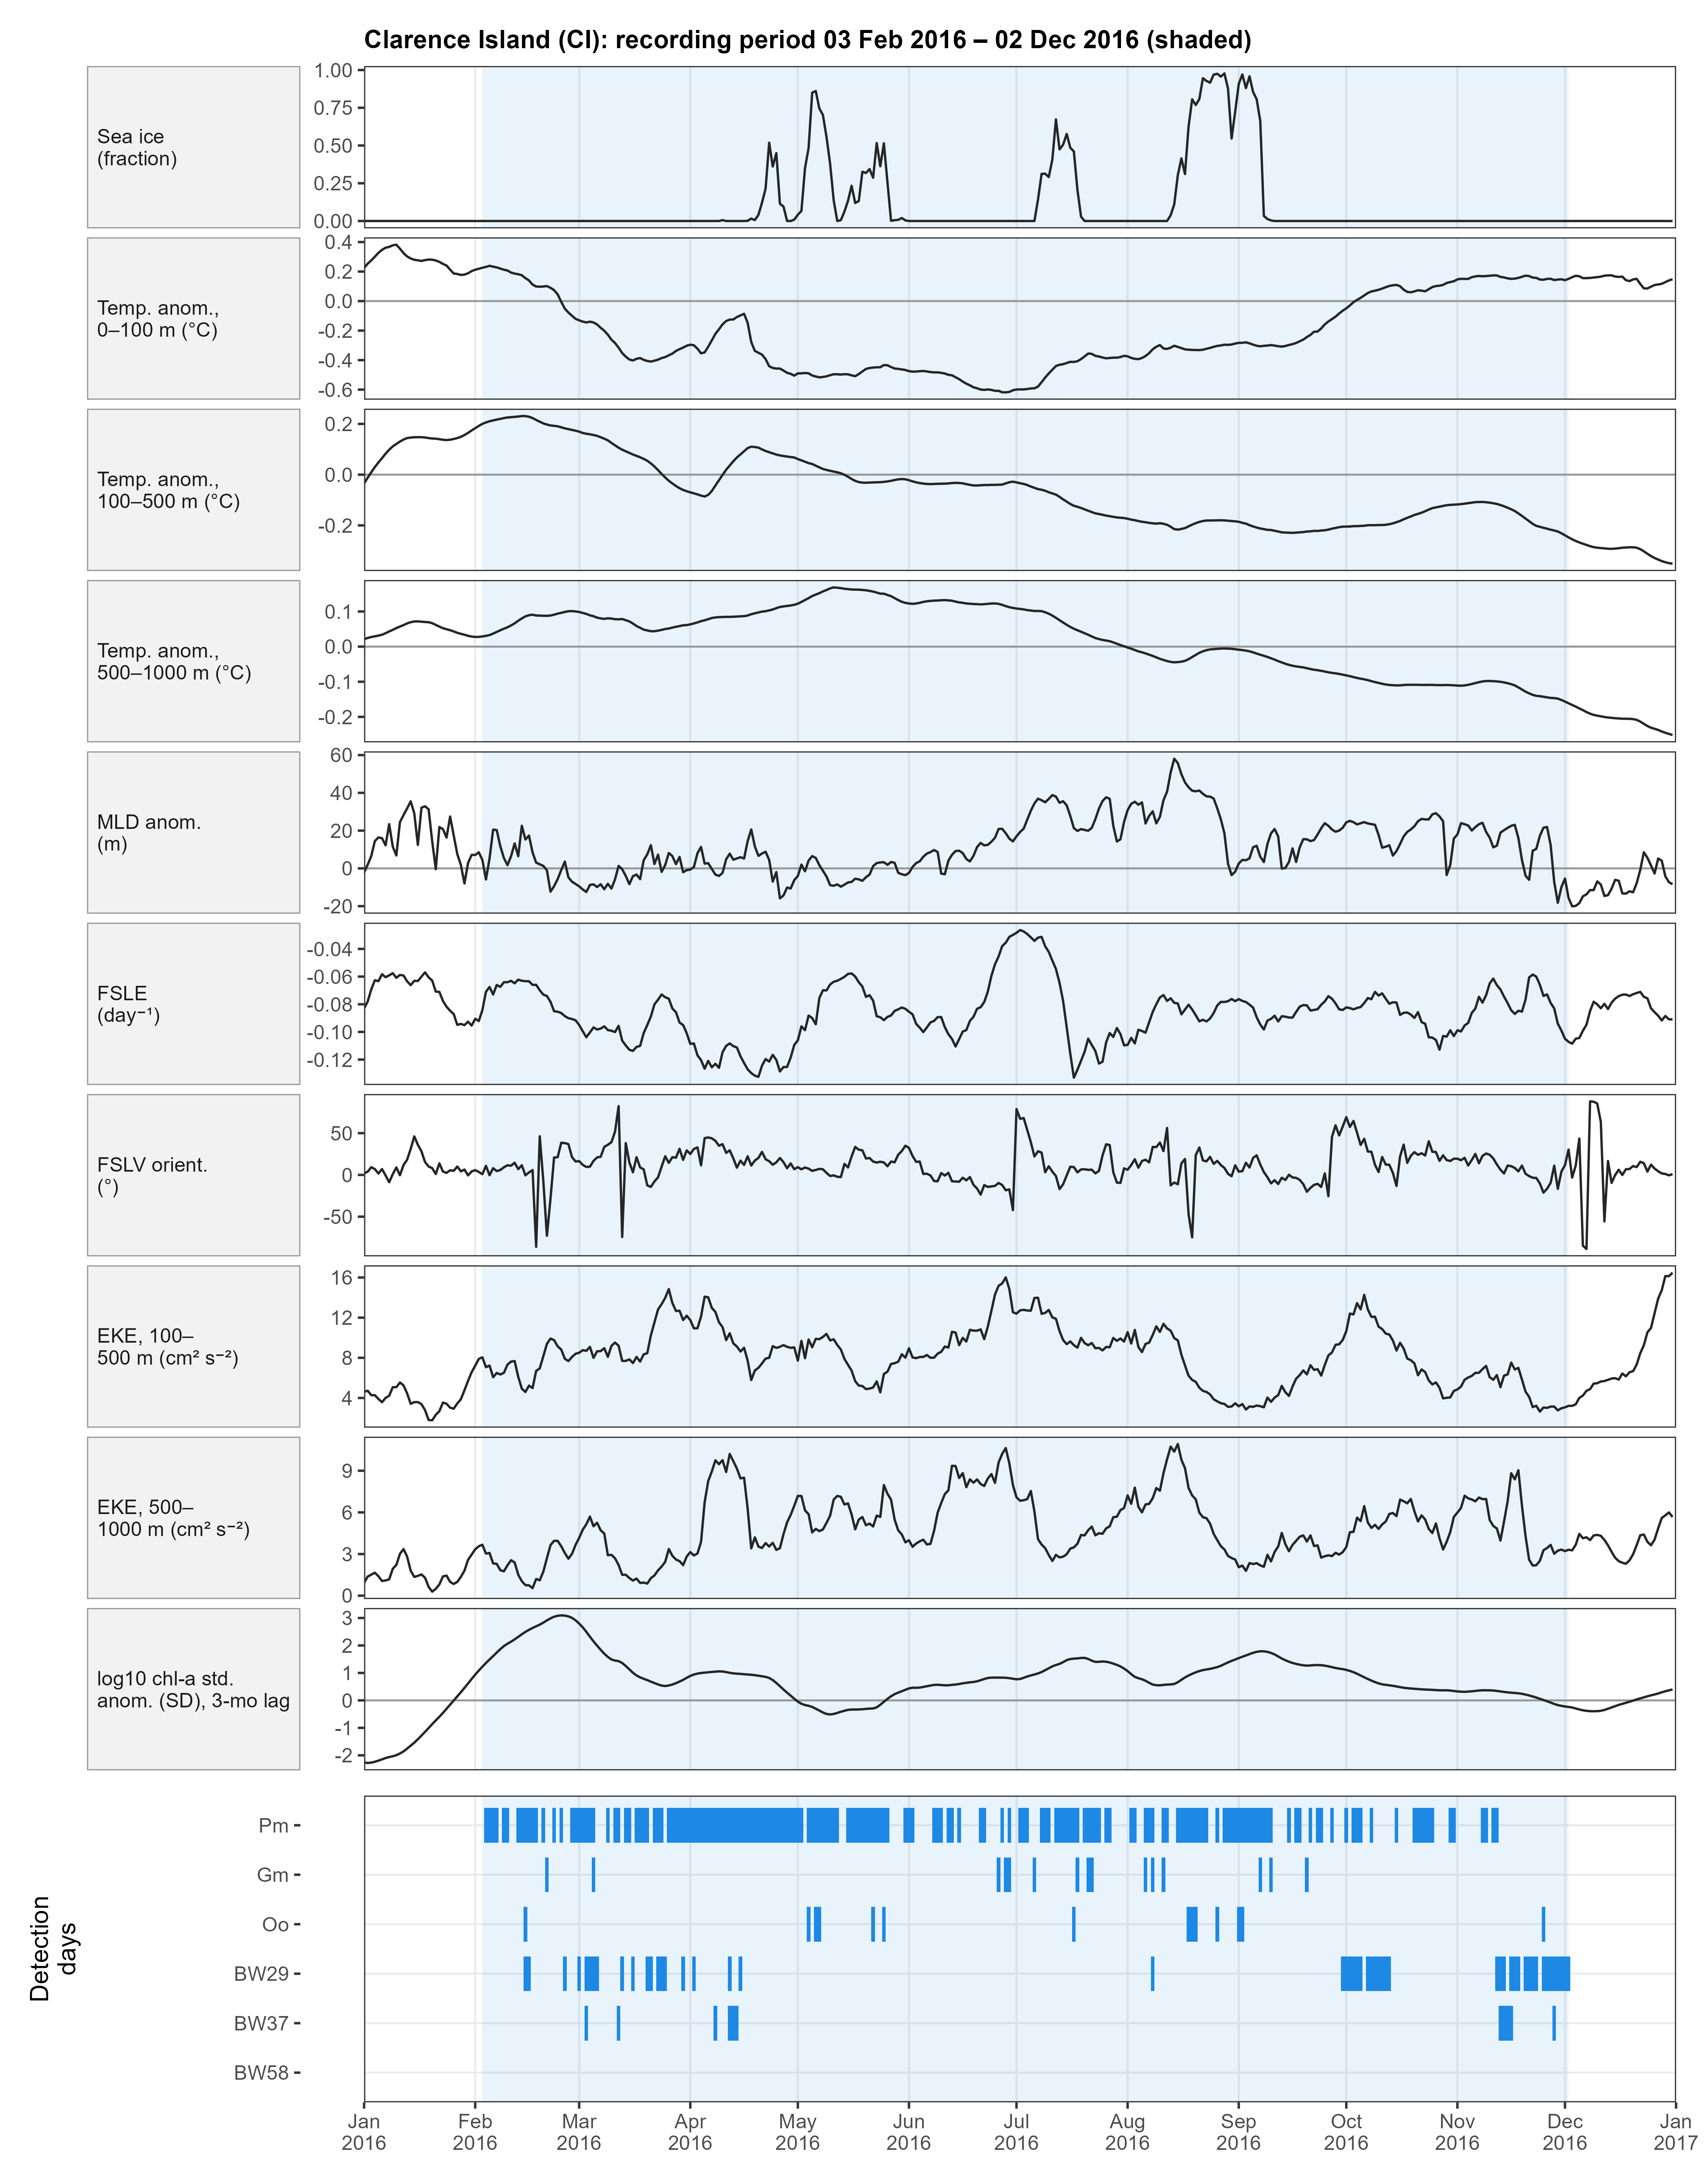 Clarence Island (CI): recording period 03 Feb 2016 – 02 Dec 2016 (shaded)
Sea ice
(fraction)
1.00
0.75
0.50
0.25
0.00
Temp. anom.,
0–100 m (°C)
0.4
0.2
0.0
-0.2
-0.4
-0.6
Temp. anom.,
100–500 m (°C)
0.2
0.0
-0.2
Temp. anom.,
500–1000 m (°C)
0.1
0.0
-0.1
-0.2
MLD anom.
(m)
60
40
20
0
-20
FSLE
(day⁻¹)
-0.04
-0.06
-0.08
-0.10
-0.12
FSLV orient.
(°)
50
0
-50
EKE, 100–
500 m (cm² s⁻²)
16
12
8
4
EKE, 500–
1000 m (cm² s⁻²)
9
6
3
0
log10 chl-a std.
anom. (SD), 3-mo lag
3
2
1
0
-1
-2
Detection
days
Pm
Gm
Oo
BW29
BW37
BW58
Jan Feb Mar Apr May Jun Jul Aug Sep Oct Nov Dec Jan
2016 2016 2016 2016 2016 2016 2016 2016 2016 2016 2016 2016 2017